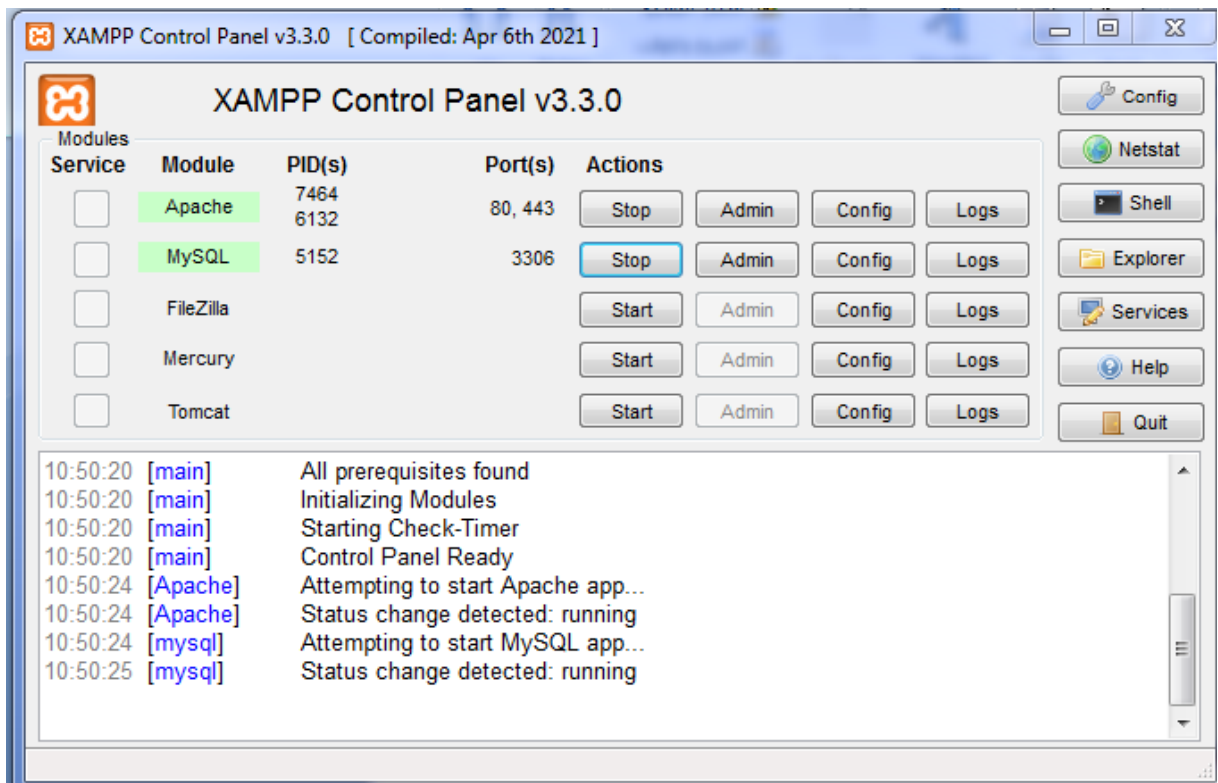 XAMPP Control Panel v3.3.0 [ Compiled: Apr 6th 2021 ]
XAMPP Control Panel v3.3.0
Config
Modules
Netstat
Service Module PID(s) Port(s) Actions
Apache 7464 6132 80, 443 Stop Admin Config Logs
Shell
MySQL 5152 3306 Stop Admin Config Logs
Explorer
FileZilla Start Admin Config Logs
Services
Mercury Start Admin Config Logs
Help
Tomcat Start Admin Config Logs
Quit
10:50:20 [main] All prerequisites found
10:50:20 [main] Initializing Modules
10:50:20 [main] Starting Check-Timer
10:50:20 [main] Control Panel Ready
10:50:24 [Apache] Attempting to start Apache app...
10:50:24 [Apache] Status change detected: running
10:50:24 [mysql] Attempting to start MySQL app...
10:50:25 [mysql] Status change detected: running